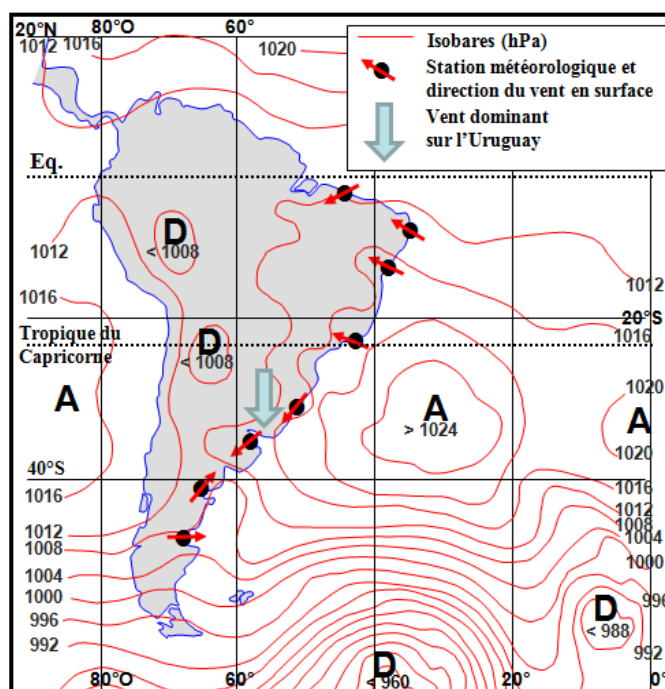 80°O 60°
20°N 1016
1012
1020
Isobares (hPa)
Station météorologique et
direction du vent en surface
Vent dominant
sur l'Uruguay
Eq.
1012
D
< 1008
1012
1016
20°S
Tropique du
Capricorne
1016
D
< 1008
A
A
> 1024
1020
A
1020
40°S
1016
1016
1012
1012
1008
1008
1004
1004
1000
1000
996
996
D
< 988
992
992
80°O 60°
D
< 960
20° 0°